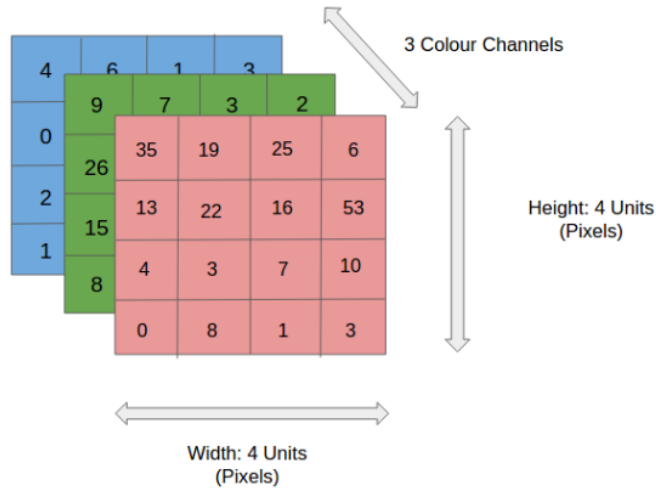 3 Colour Channels
4 6 1 3
9 7 3 2
0
35 19 25 6
26
13 22 16 53
2
15
4 3 7 10
1
8
0 8 1 3
Height: 4 Units
(Pixels)
Width: 4 Units
(Pixels)